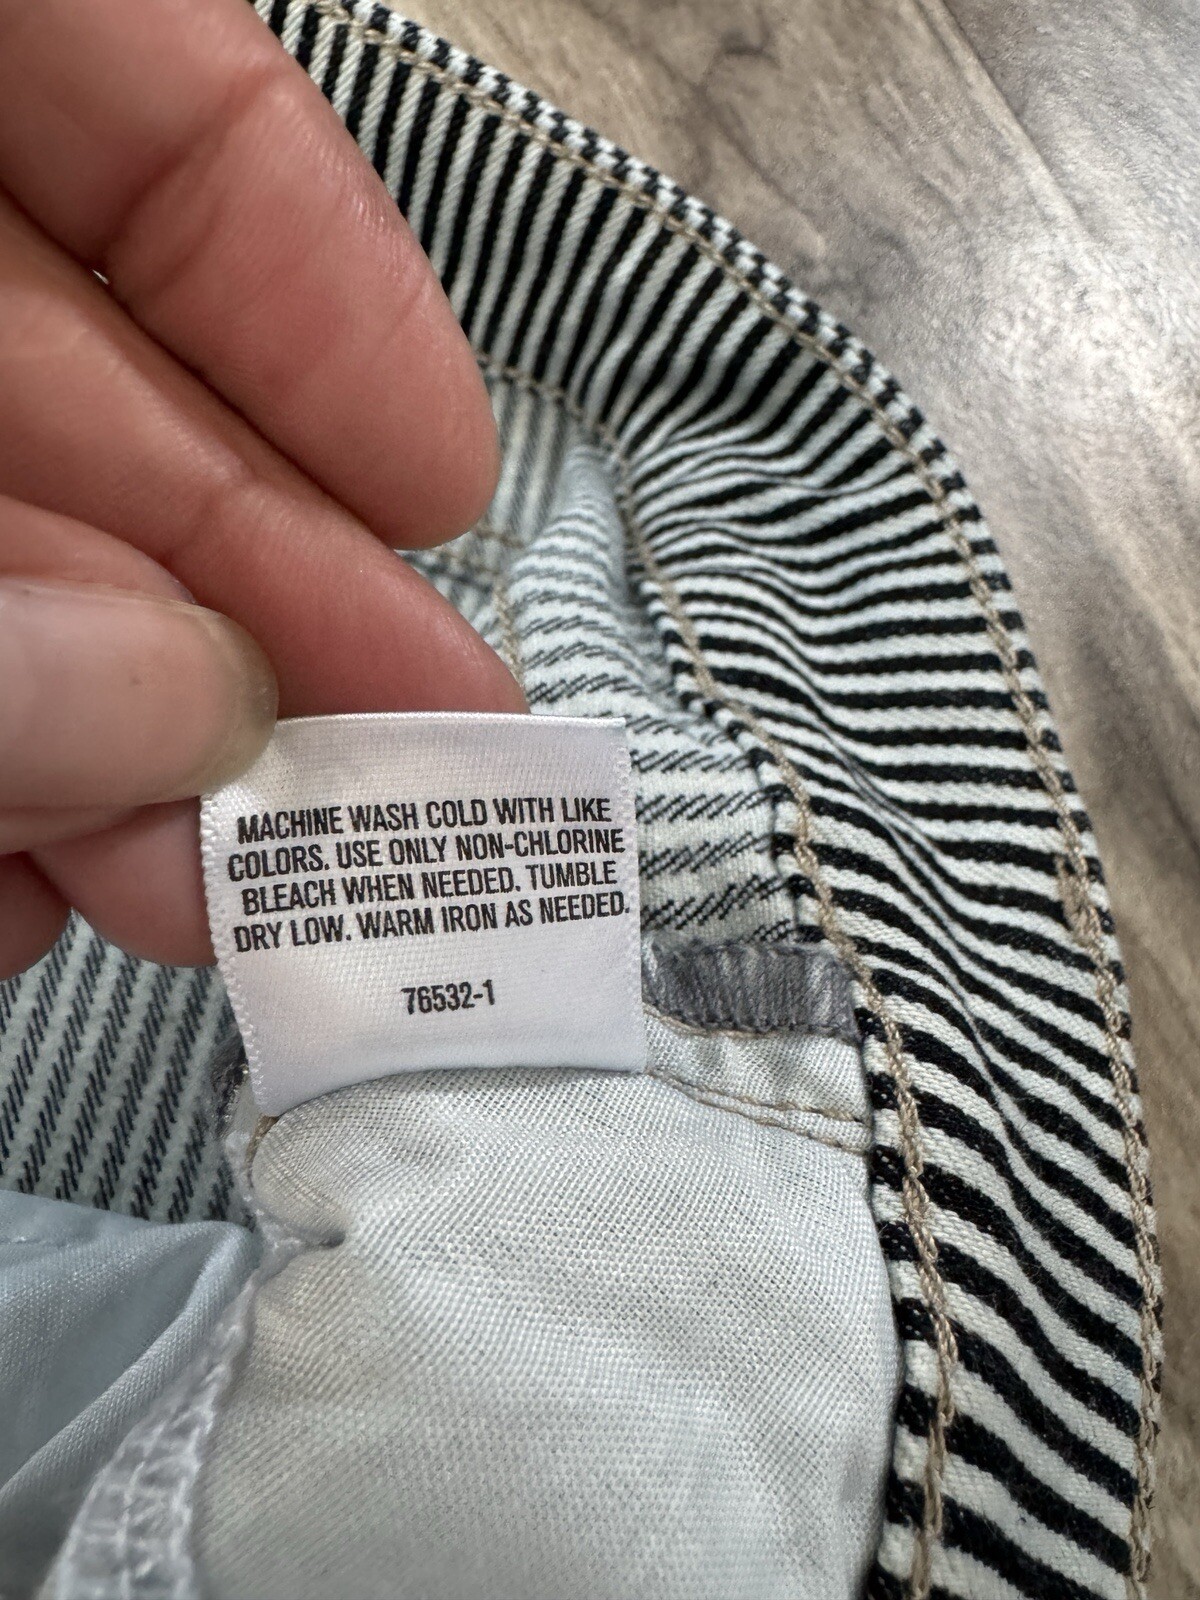 MACHINE WASH COLD WITH LIKE
COLORS. USE ONLY NON-CHLORINE
BLEACH WHEN NEEDED. TUMBLE
DRY LOW. WARM IRON AS NEEDED.
76532-1